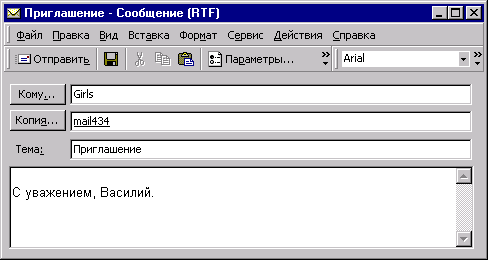 Приглашение - Сообщение (RTF)
Файл Правка Вид Вставка Формат Сервис Действия Справка
Отправить Параметры... Arial
Кому... Girls
Копия... mail434
Тема: Приглашение
С уважением, Василий.